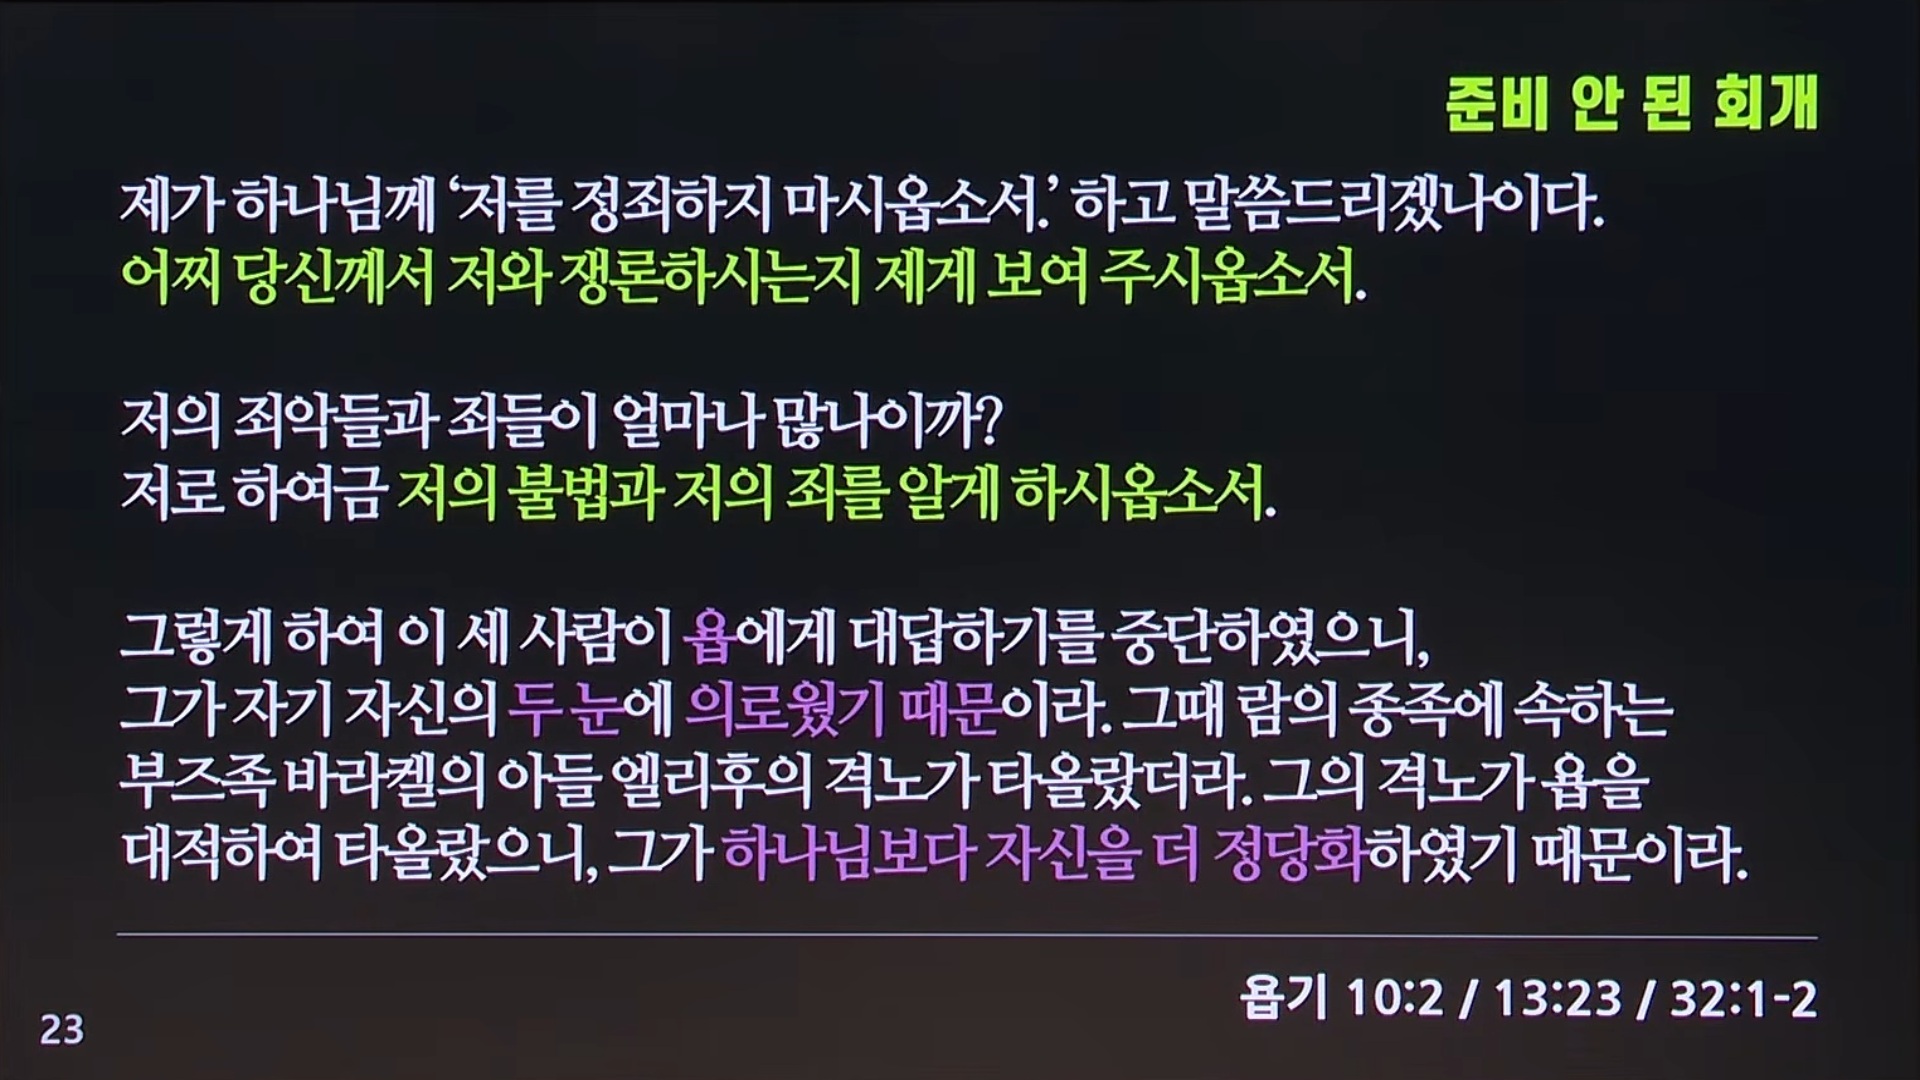 준비 안 된 회개
제가 하나님께 ‘저를 정죄하지 마시옵소서.’ 하고 말씀드리겠나이다.
어찌 당신께서 저와 쟁론하시는지 제게 보여 주시옵소서.
저의 죄악들과 죄들이 얼마나 많나이까?
저로 하여금 저의 불법과 저의 죄를 알게 하시옵소서.
그렇게 하여 이 세 사람이 욥에게 대답하기를 중단하였으니,
그가 자기 자신의 두 눈에 의로웠기 때문이라. 그때 람의 종족에 속하는
부즈족 바라켈의 아들 엘리후의 격노가 타올랐더라. 그의 격노가 욥을
대적하여 타올랐으니, 그가 하나님보다 자신을 더 정당화하였기 때문이라.
욥기 10:2 / 13:23 / 32:1-2
23